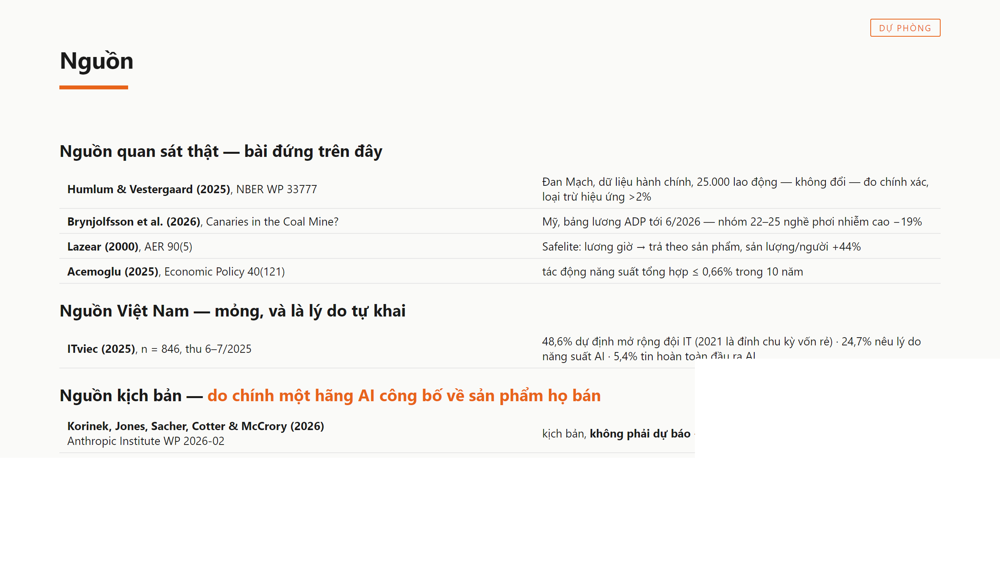 DỰ PHÒNG
Nguồn
Nguồn quan sát thật — bài đứng trên đây
Humlum & Vestergaard (2025), NBER WP 33777
Đan Mạch, dữ liệu hành chính, 25.000 lao động — không đổi — đo chính xác,
loại trừ hiệu ứng >2%
Brynjolfsson et al. (2026), Canaries in the Coal Mine?
Mỹ, bảng lương ADP tới 6/2026 — nhóm 22–25 nghề phơi nhiễm cao −19%
Lazear (2000), AER 90(5)
Safelite: lương giờ → trả theo sản phẩm, sản lượng/người +44%
Acemoglu (2025), Economic Policy 40(121)
tác động năng suất tổng hợp ≤ 0,66% trong 10 năm
Nguồn Việt Nam — mỏng, và là lý do tự khai
ITviec (2025), n = 846, thu 6–7/2025
48,6% dự định mở rộng đội IT (2021 là đỉnh chu kỳ vốn rẻ) · 24,7% nêu lý do
năng suất AI · 5,4% tin hoàn toàn đầu ra AI
Nguồn kịch bản — do chính một hãng AI công bố về sản phẩm họ bán
Korinek, Jones, Sacher, Cotter & McCrory (2026)
Anthropic Institute WP 2026-02
kịch bản, không phải dự báo